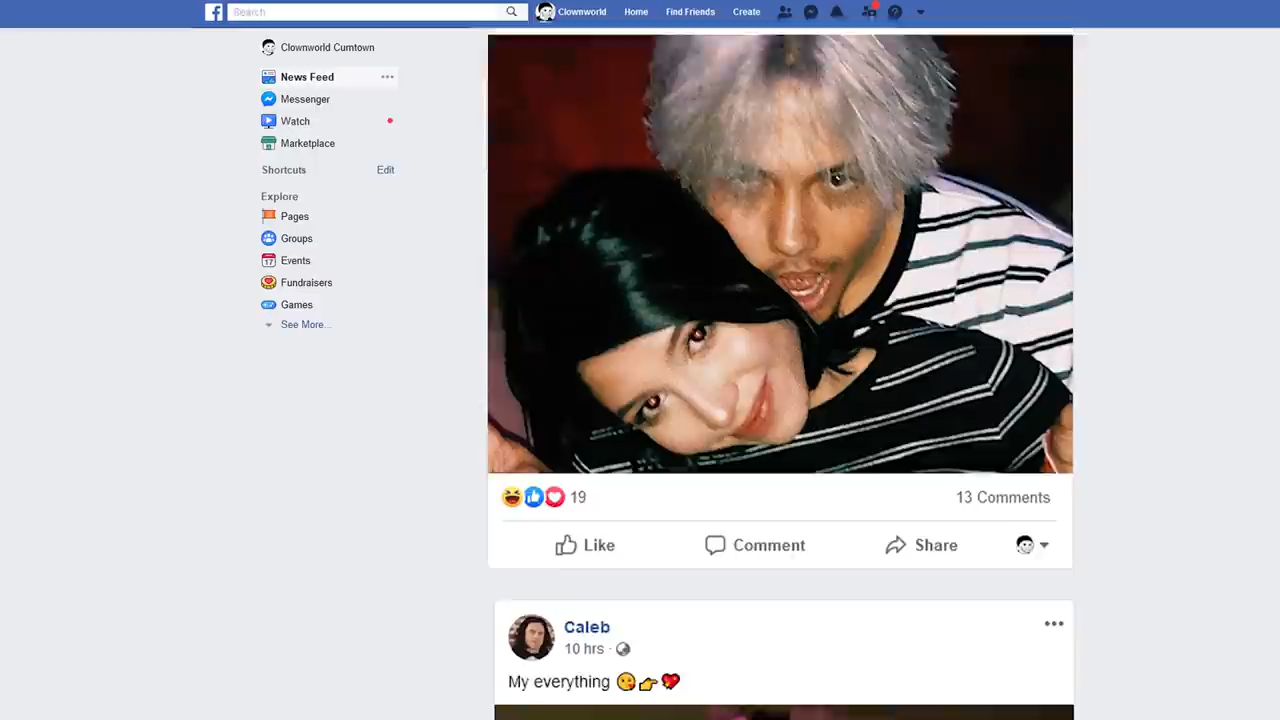 Search
Clownworld
Home
Find Friends
Create
Clownworld Cumtown
News Feed
Messenger
Watch
Marketplace
Shortcuts
Edit
Explore
Pages
Groups
17
Events
Fundraisers
Games
See More...
19
13 Comments
Like
Comment
Share
Caleb
10 hrs ·
My everything 😘👉💖